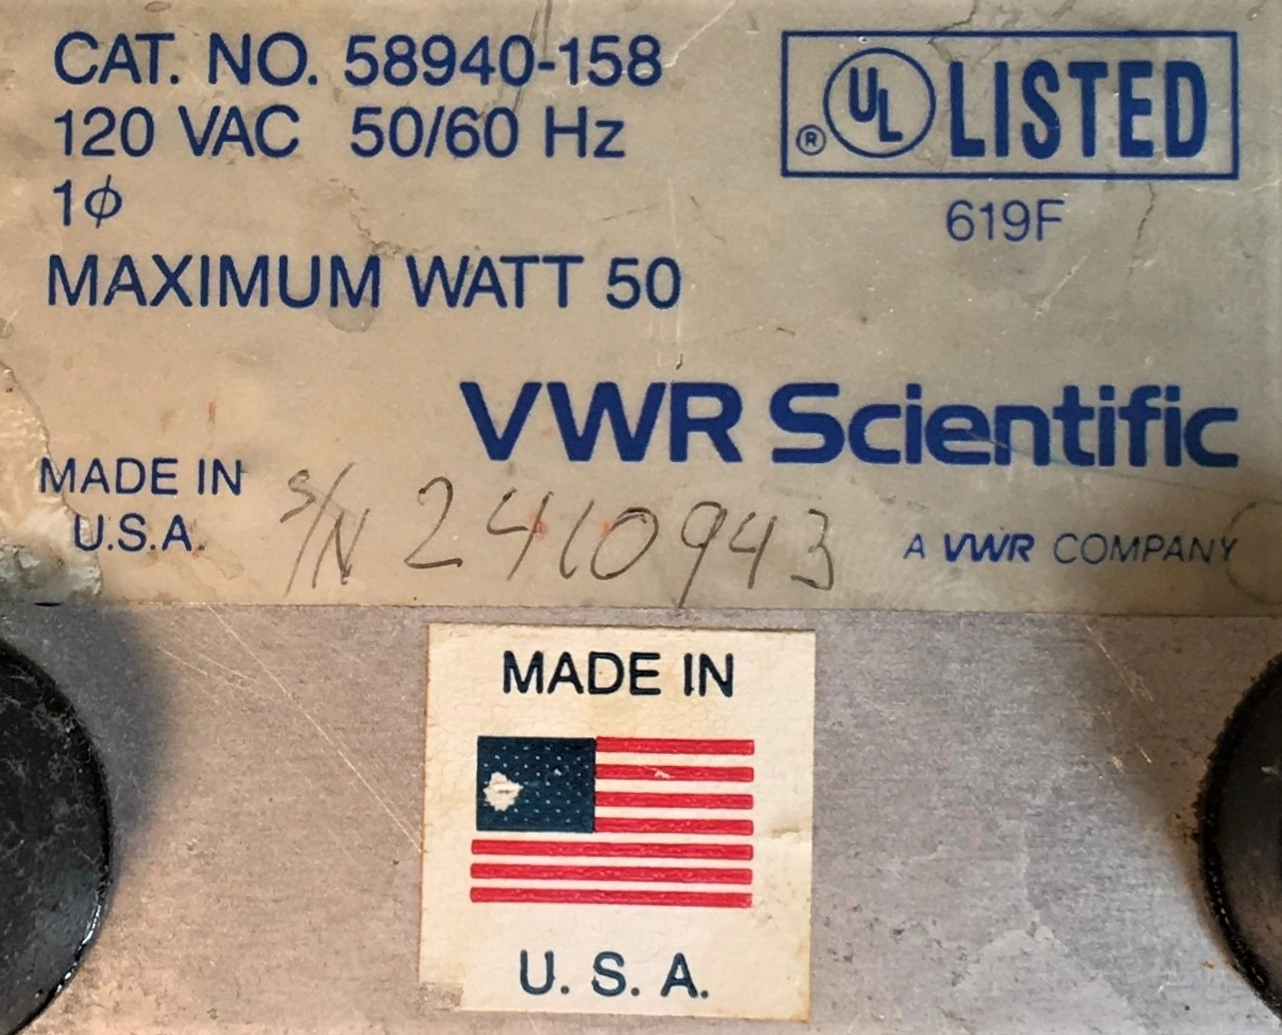 CAT. NO. 58940-158
120 VAC 50/60 Hz
1ϕ
MAXIMUM WATT 50
® UL LISTED
619F
VWR Scientific
MADE IN
U.S.A.
S/N 2410943
A VWR COMPANY
MADE IN
U. S. A.